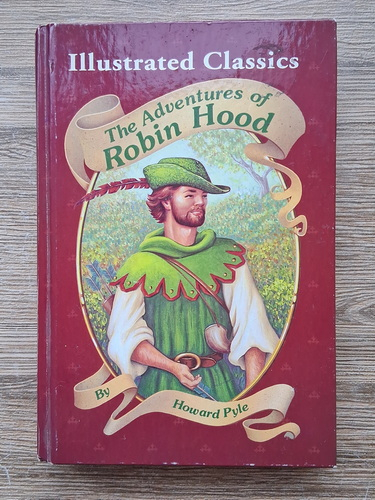 Illustrated Classics
The Adventures of
Robin Hood
By
Howard Pyle